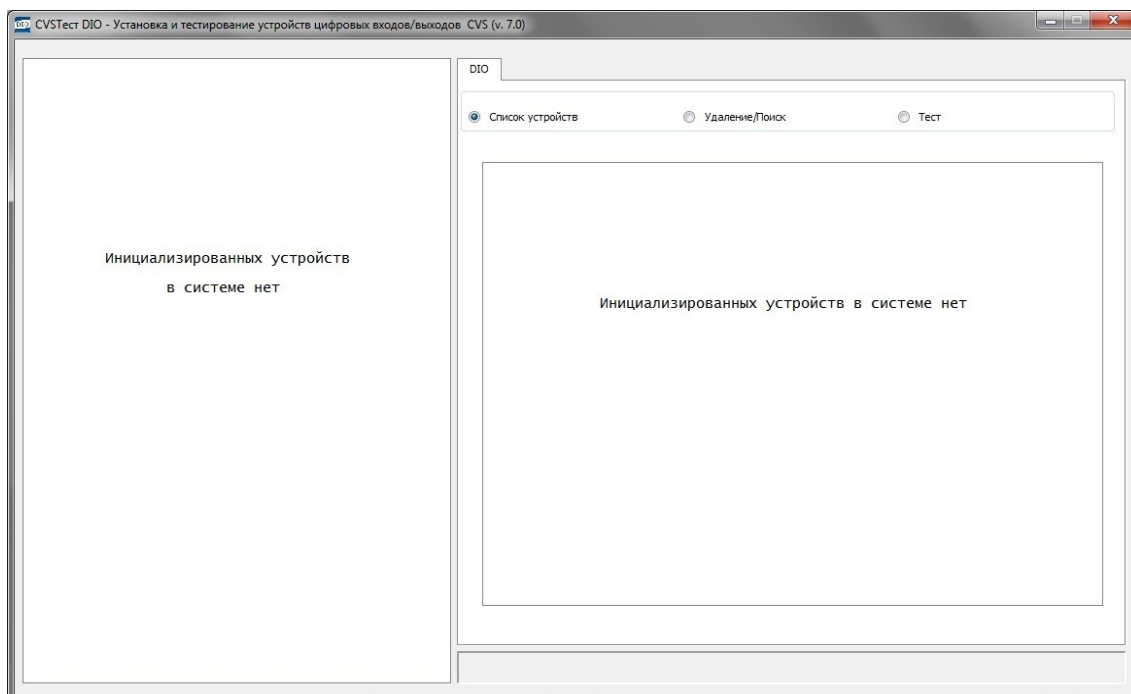 CVSТест DIO - Установка и тестирование устройств цифровых входов/выходов CVS (v. 7.0)
DIO
Список устройств
Удаление/Поиск
Тест
Инициализированных устройств
в системе нет
Инициализированных устройств в системе нет